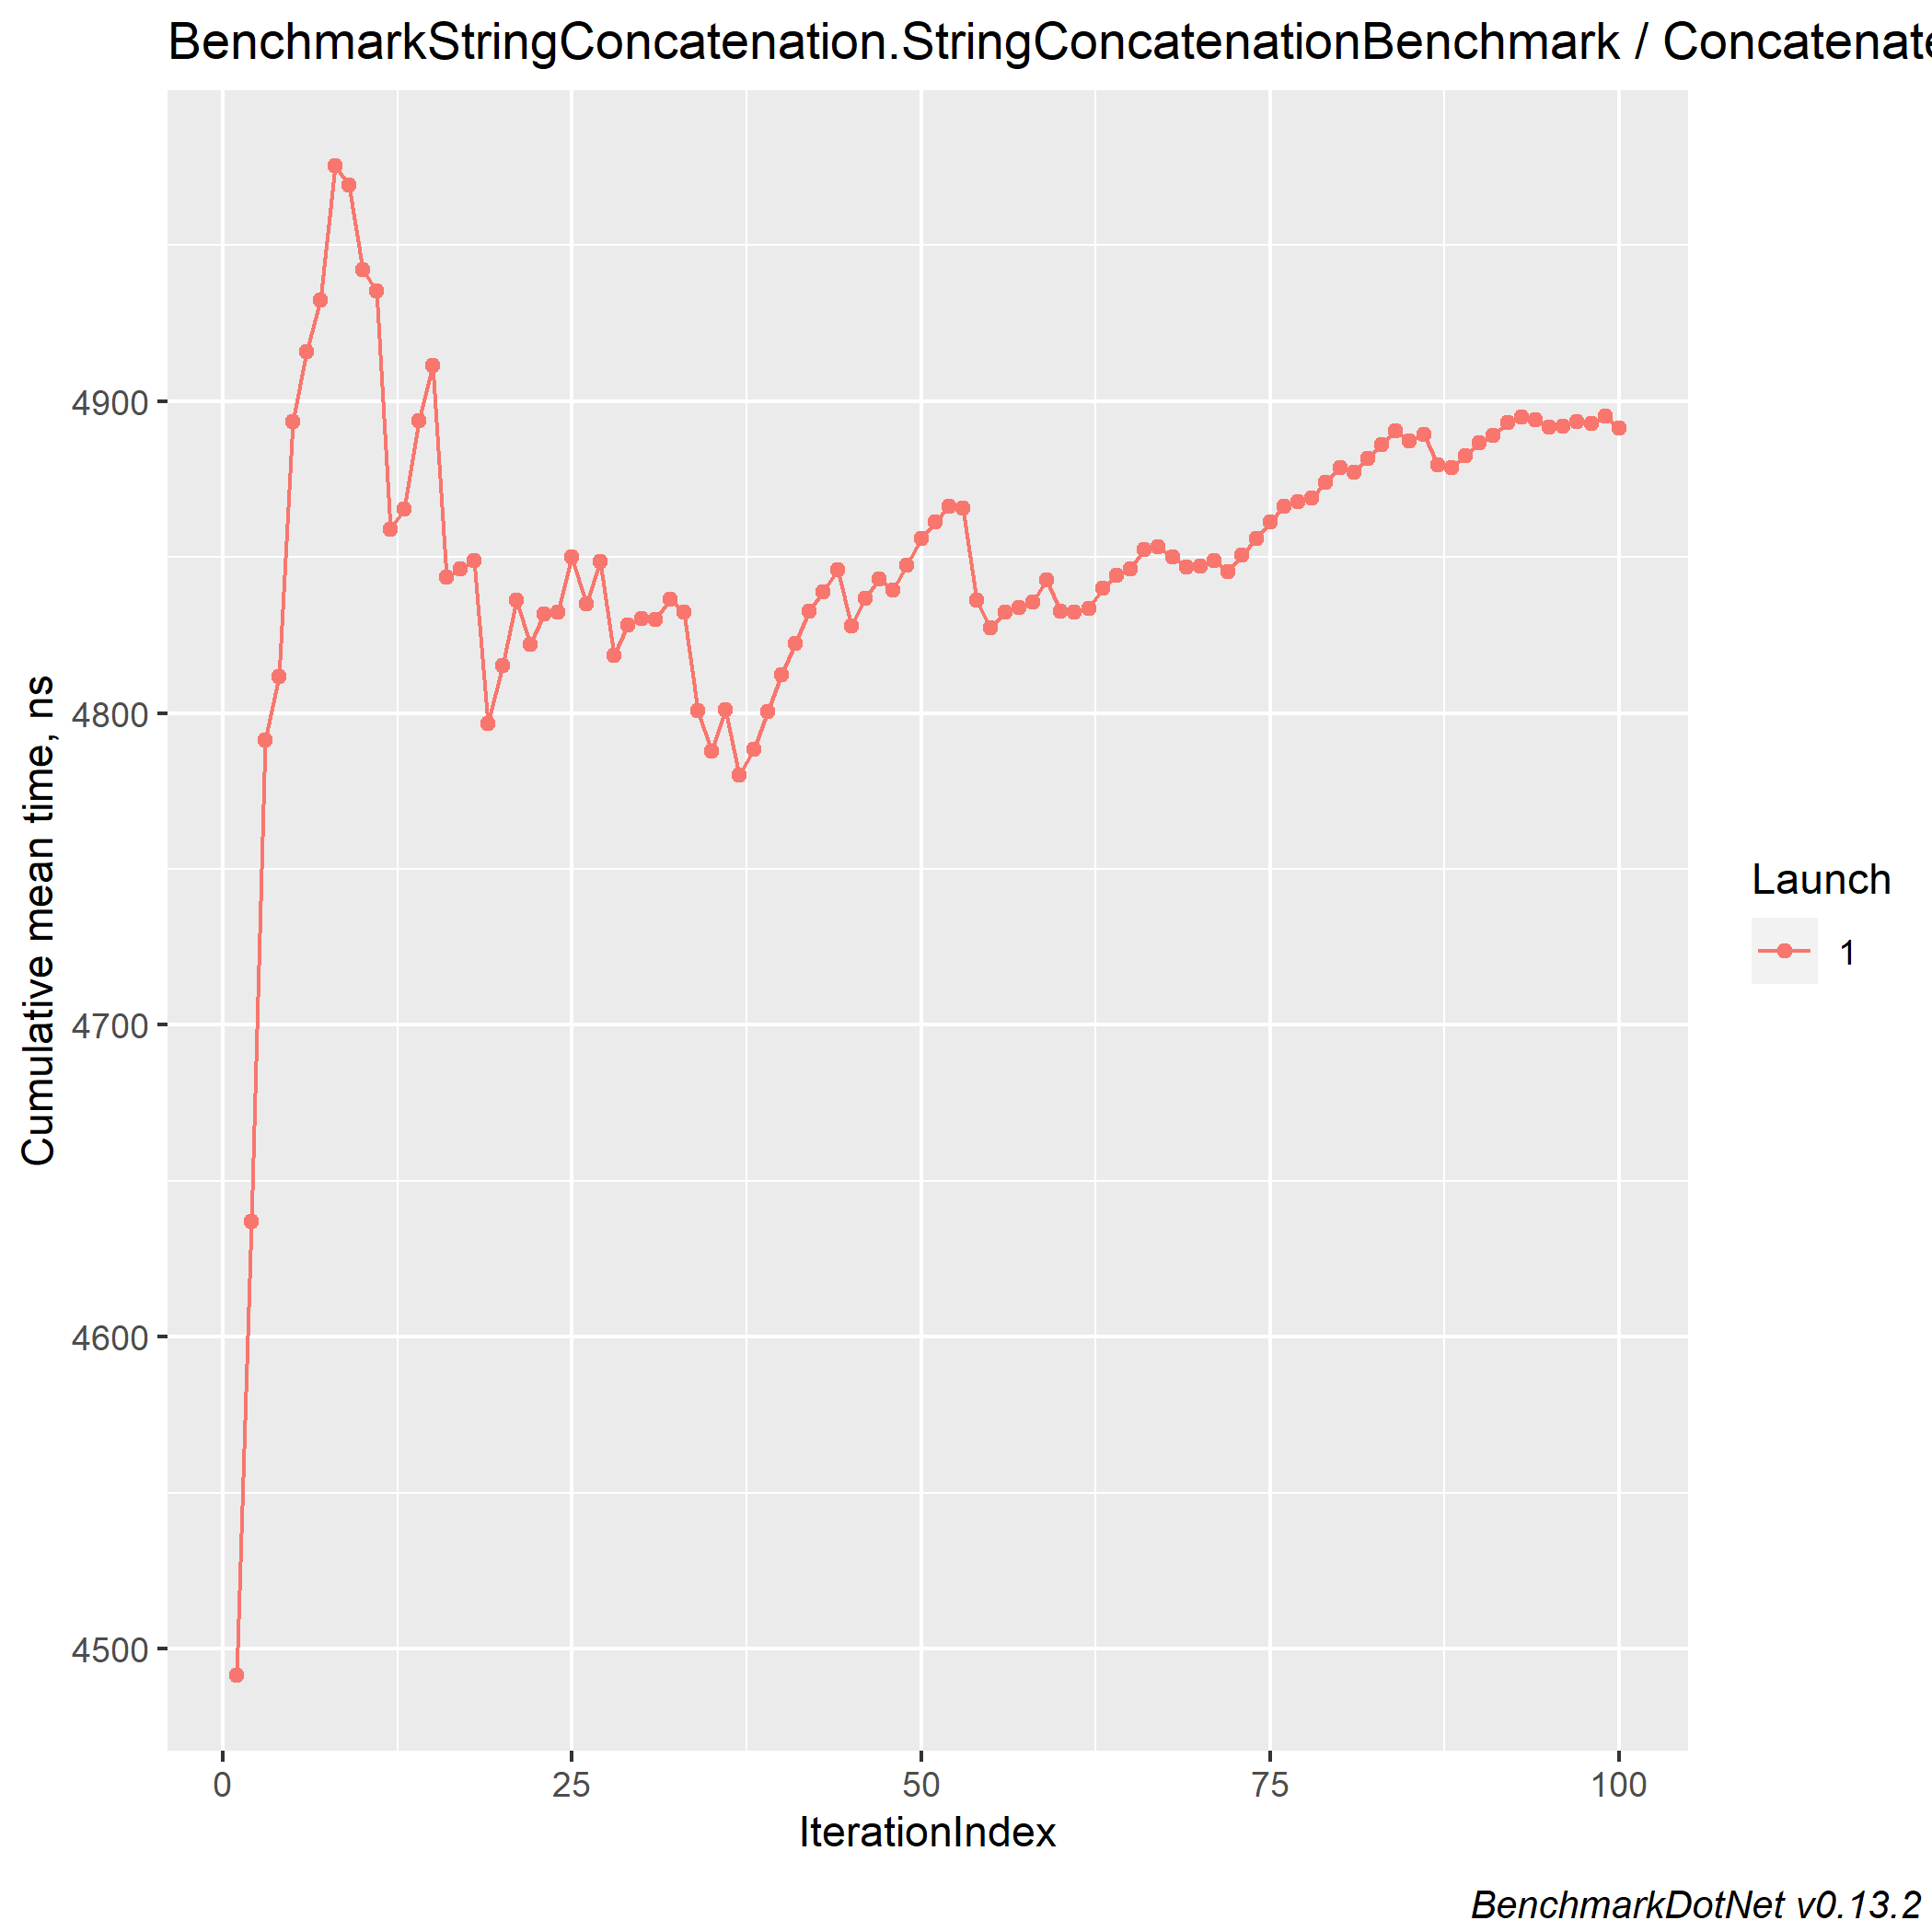 BenchmarkStringConcatenation.StringConcatenationBenchmark / Concatenate
Cumulative mean time, ns
4900
4800
4700
4600
4500
0 25 50 75 100
IterationIndex
Launch
1
BenchmarkDotNet v0.13.2